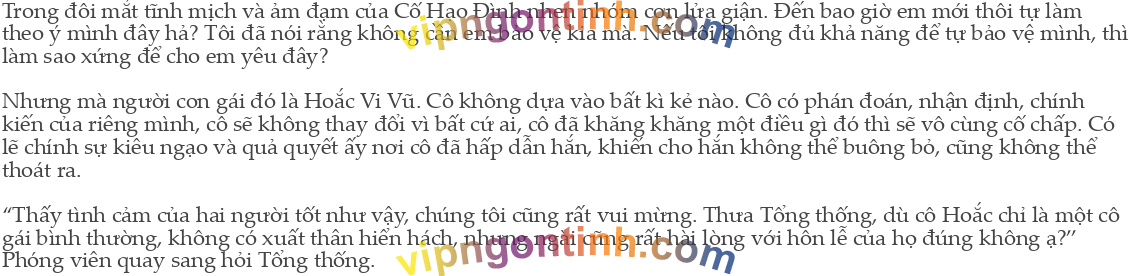 Trong đôi mắt tĩnh mịch và ảm đạm của Cố Hạo Đình nhen nhóm cơn lửa giận. Đến bao giờ em mới thôi tự làm
theo ý mình đây hả? Tôi đã nói rằng không cần em bảo vệ kia mà. Nếu tôi không đủ khả năng để tự bảo vệ mình, thì
làm sao xứng để cho em yêu đây?
vipngontinh.com
Nhưng mà người con gái đó là Hoắc Vi Vũ. Cô không dựa vào bất kì kẻ nào. Cô có phán đoán, nhận định, chính
kiến của riêng mình, cô sẽ không thay đổi vì bất cứ ai, cô đã khăng khăng một điều gì đó thì sẽ vô cùng cố chấp. Có
lẽ chính sự kiêu ngạo và quả quyết ấy nơi cô đã hấp dẫn hắn, khiến cho hắn không thể buông bỏ, cũng không thể
thoát ra.
“Thấy tình cảm của hai người tốt như vậy, chúng tôi cũng rất vui mừng. Thưa Tổng thống, dù cô Hoắc chỉ là một cô
gái bình thường, không có xuất thân hiển hách, nhưng ngài cũng rất hài lòng với hôn lễ của họ đúng không ạ?”
Phóng viên quay sang hỏi Tổng thống.
vipngontinh.com